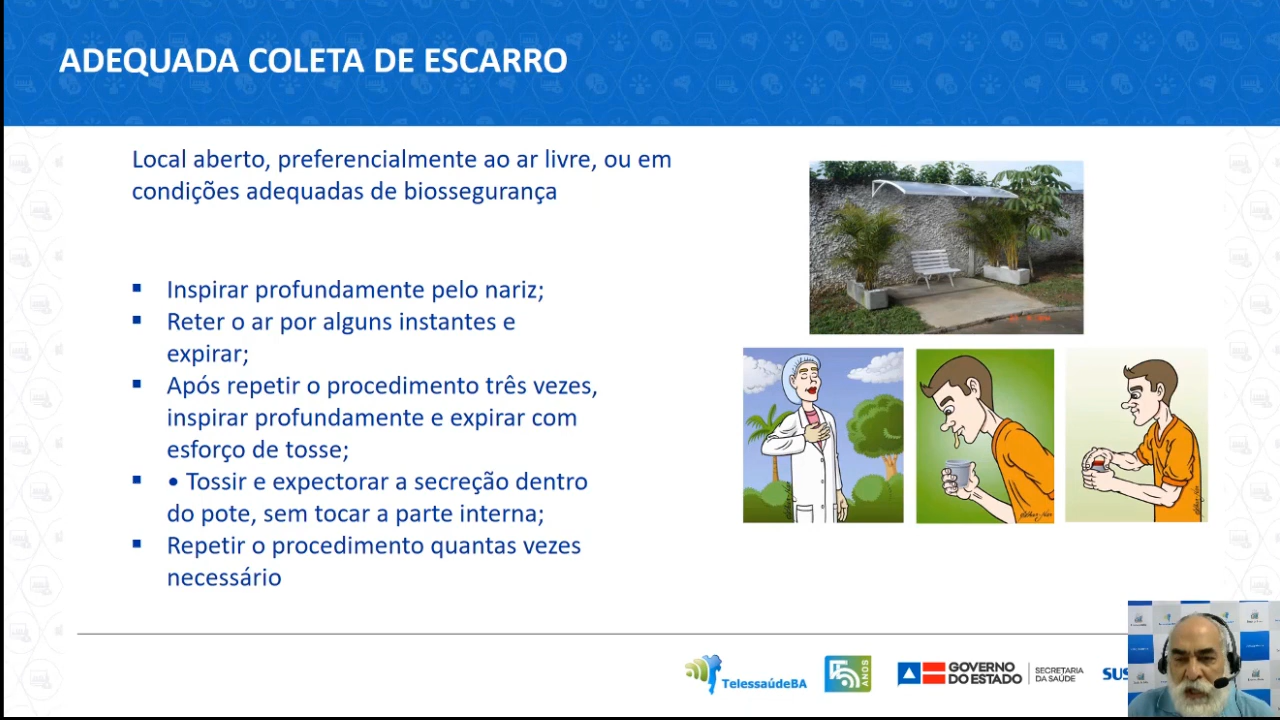 ADEQUADA COLETA DE ESCARRO
Local aberto, preferencialmente ao ar livre, ou em
condições adequadas de biossegurança
▪ Inspirar profundamente pelo nariz;
▪ Reter o ar por alguns instantes e
expirar;
▪ Após repetir o procedimento três vezes,
inspirar profundamente e expirar com
esforço de tosse;
▪ • Tossir e expectorar a secreção dentro
do pote, sem tocar a parte interna;
▪ Repetir o procedimento quantas vezes
necessário
TelessaúdeBA
15 ANOS
GOVERNO
DO ESTADO
SECRETARIA
DA SAÚDE
SUS